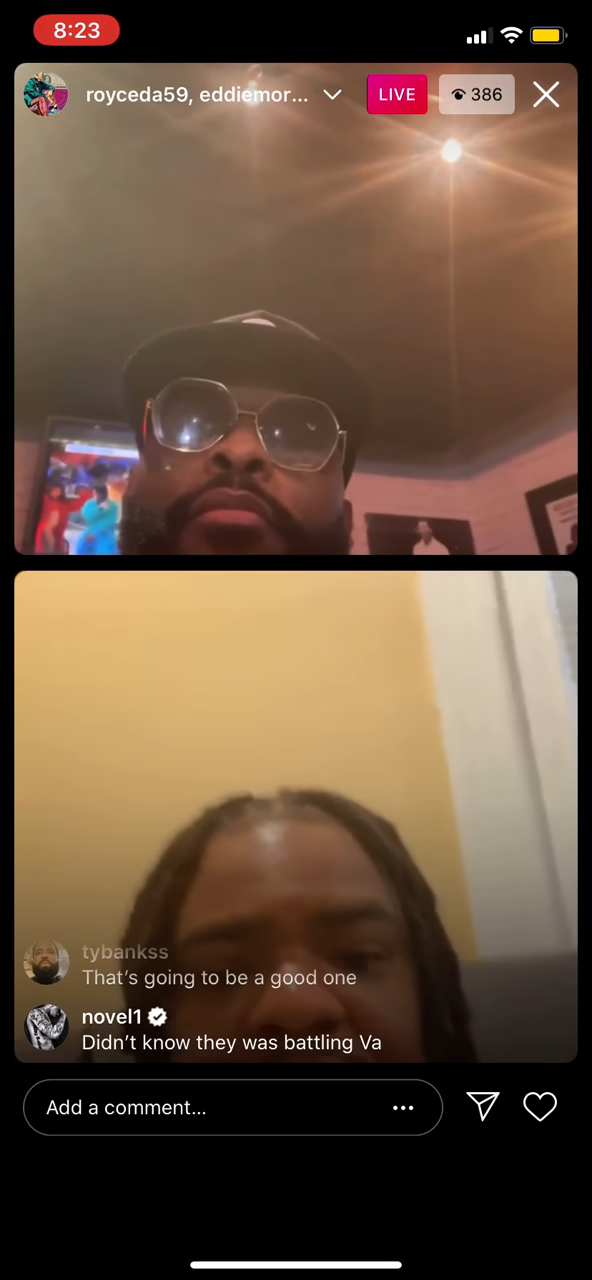 8:23
royceda59, eddiemor...
LIVE
386
tybankss
That's going to be a good one
novel1
Didn't know they was battling Va
Add a comment...